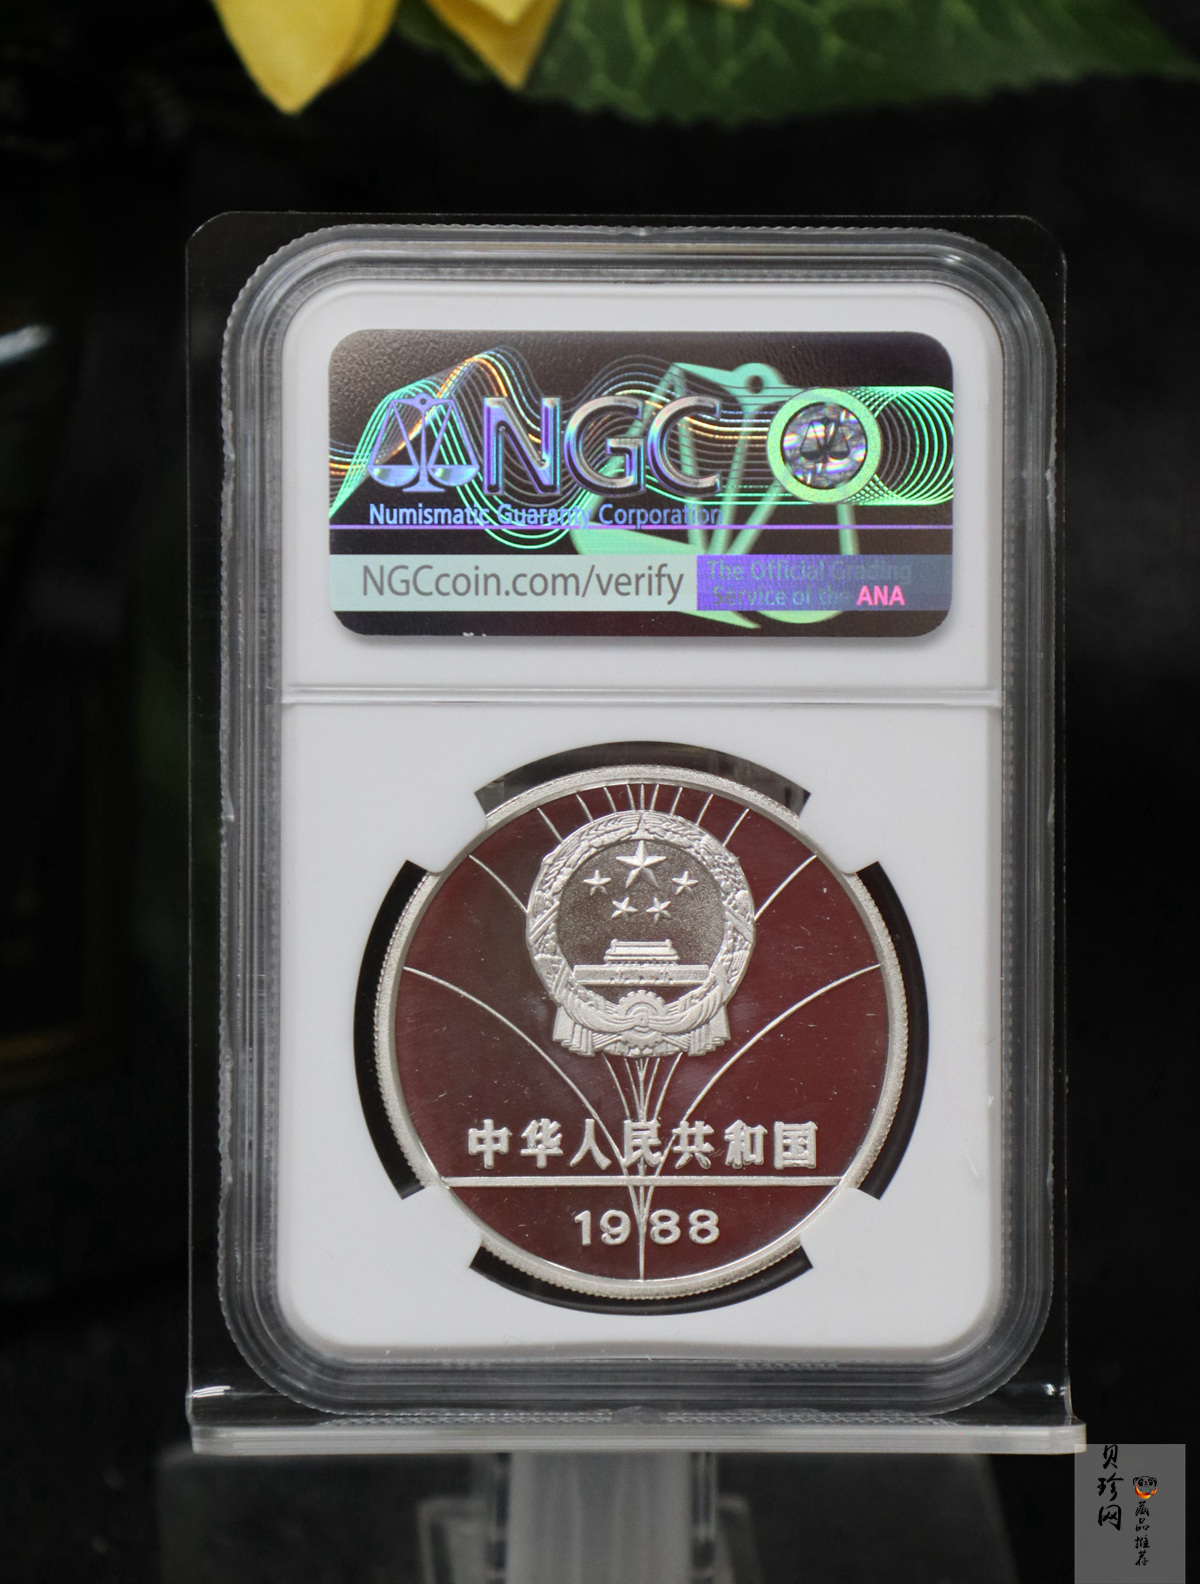 NGC
Numismatic Guaranty Corporation
NGCcoin.com/verify
The Official Grading
Service of the ANA
中华人民共和国
1988
贝珍网
藏品推荐